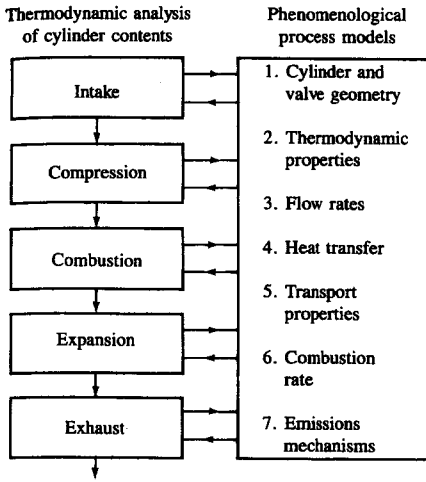 Thermodynamic analysis
of cylinder contents
Intake
Compression
Combustion
Expansion
Exhaust
Phenomenological
process models
1. Cylinder and
valve geometry
2. Thermodynamic
properties
3. Flow rates
4. Heat transfer
5. Transport
properties
6. Combustion
rate
7. Emissions
mechanisms